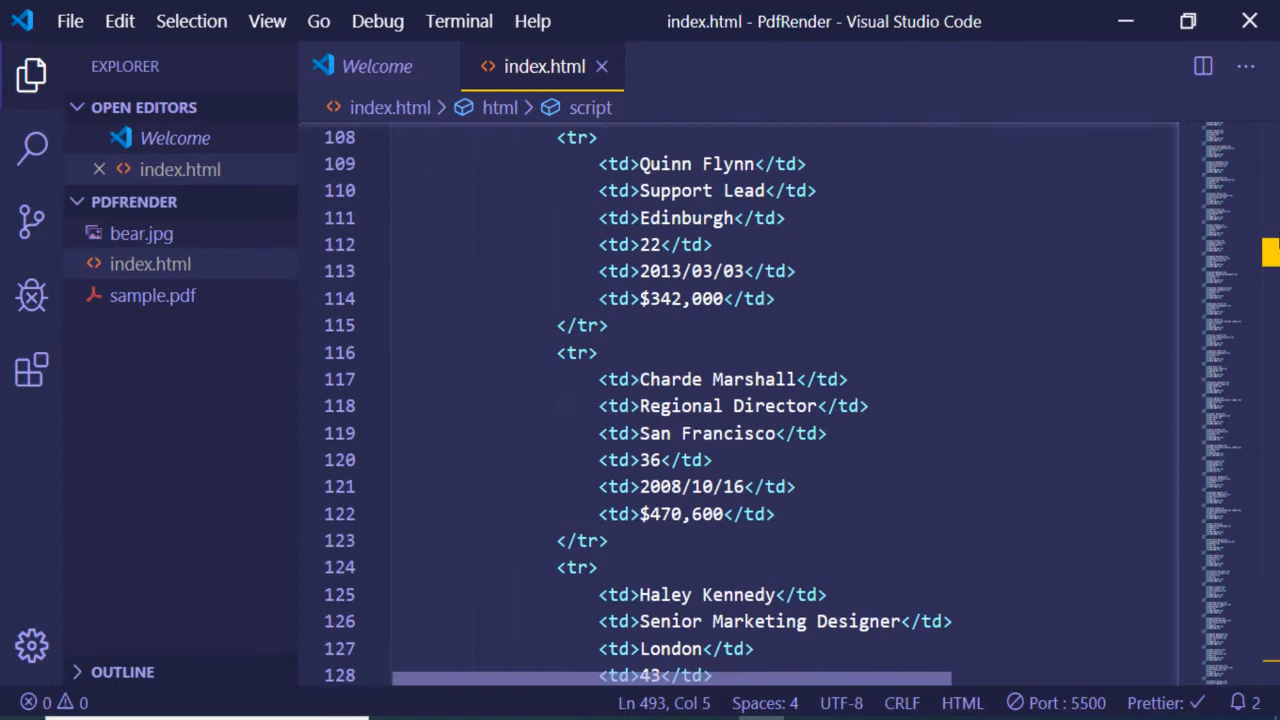 File Edit Selection View Go Debug Terminal Help index.html - PdfRender - Visual Studio Code
EXPLORER
OPEN EDITORS
Welcome
index.html
PDFRENDER
bear.jpg
index.html
sample.pdf
OUTLINE
Welcome index.html
index.html > html > script
108 <tr>
109 <td>Quinn Flynn</td>
110 <td>Support Lead</td>
111 <td>Edinburgh</td>
112 <td>22</td>
113 <td>2013/03/03</td>
114 <td>$342,000</td>
115 </tr>
116 <tr>
117 <td>Charde Marshall</td>
118 <td>Regional Director</td>
119 <td>San Francisco</td>
120 <td>36</td>
121 <td>2008/10/16</td>
122 <td>$470,600</td>
123 </tr>
124 <tr>
125 <td>Haley Kennedy</td>
126 <td>Senior Marketing Designer</td>
127 <td>London</td>
128 <td>43</td>
0 0 Ln 493, Col 5 Spaces: 4 UTF-8 CRLF HTML Port : 5500 Prettier: ✓ 2